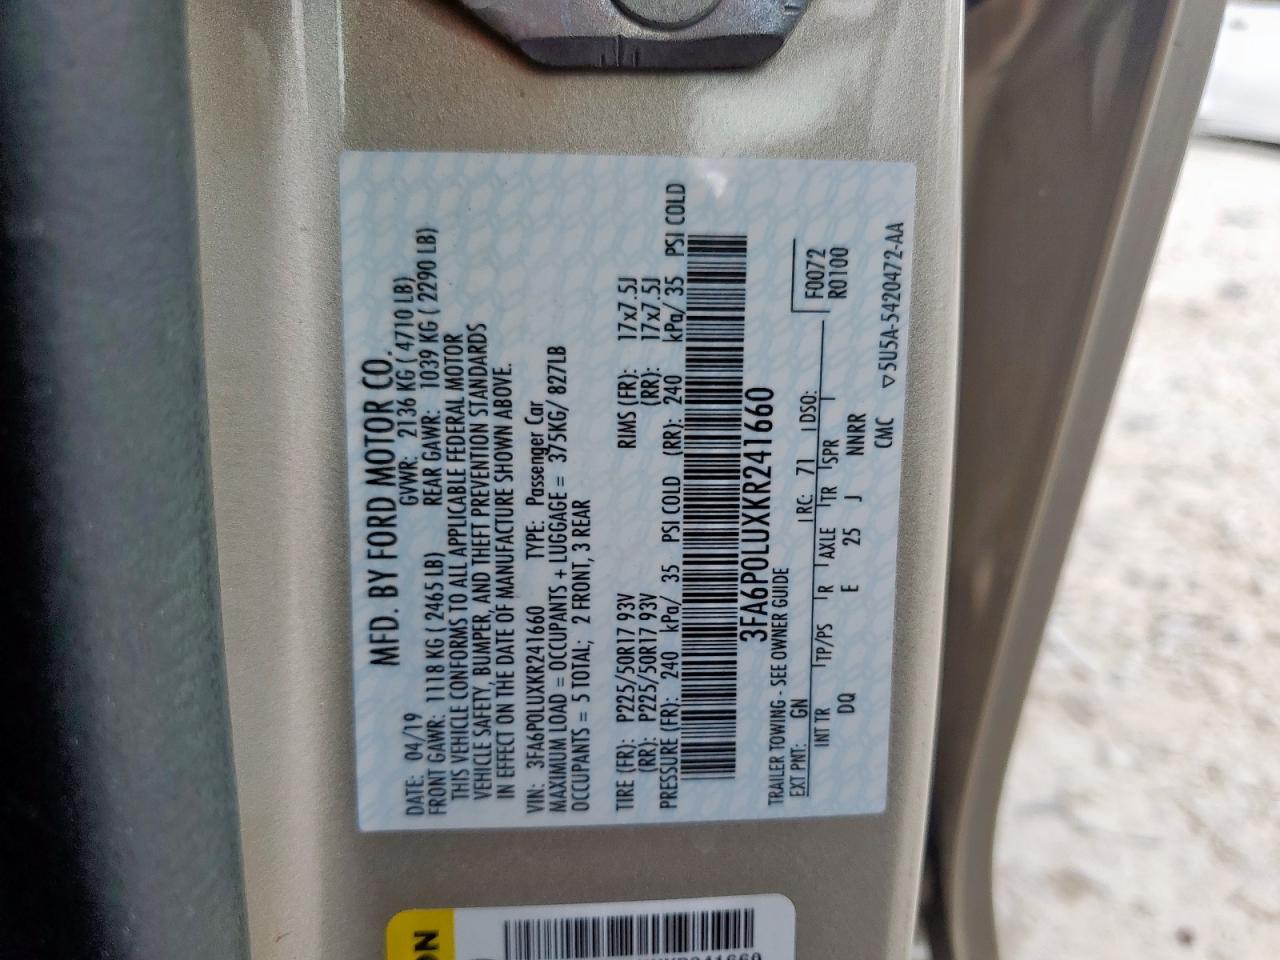 MFD. BY FORD MOTOR CO.
DATE: 04/19 GVWR: 2136 KG ( 4710 LB)
FRONT GAWR: 1118 KG ( 2465 LB) REAR GAWR: 1039 KG ( 2290 LB)
THIS VEHICLE CONFORMS TO ALL APPLICABLE FEDERAL MOTOR
VEHICLE SAFETY, BUMPER, AND THEFT PREVENTION STANDARDS
IN EFFECT ON THE DATE OF MANUFACTURE SHOWN ABOVE.
VIN: 3FA6P0LUXKR241660 TYPE: Passenger Car
MAXIMUM LOAD = OCCUPANTS + LUGGAGE = 375KG/ 827LB
OCCUPANTS = 5 TOTAL; 2 FRONT, 3 REAR
TIRE (FR): P225/50R17 93V RIMS (FR): 17x7.5J
(RR): P225/50R17 93V (RR): 17x7.5J
PRESSURE (FR): 240 kPa/ 35 PSI COLD (RR): 240 kPa/ 35 PSI COLD
3FA6P0LUXKR241660
TRAILER TOWING - SEE OWNER GUIDE
EXT PNT: GN RC: 71 DSO:
F0072
R0100
INT TR TP/PS R AXLE TR SPR
DQ E 25 J NNRR
CMC
▽5U5A-5420472-AA
ON